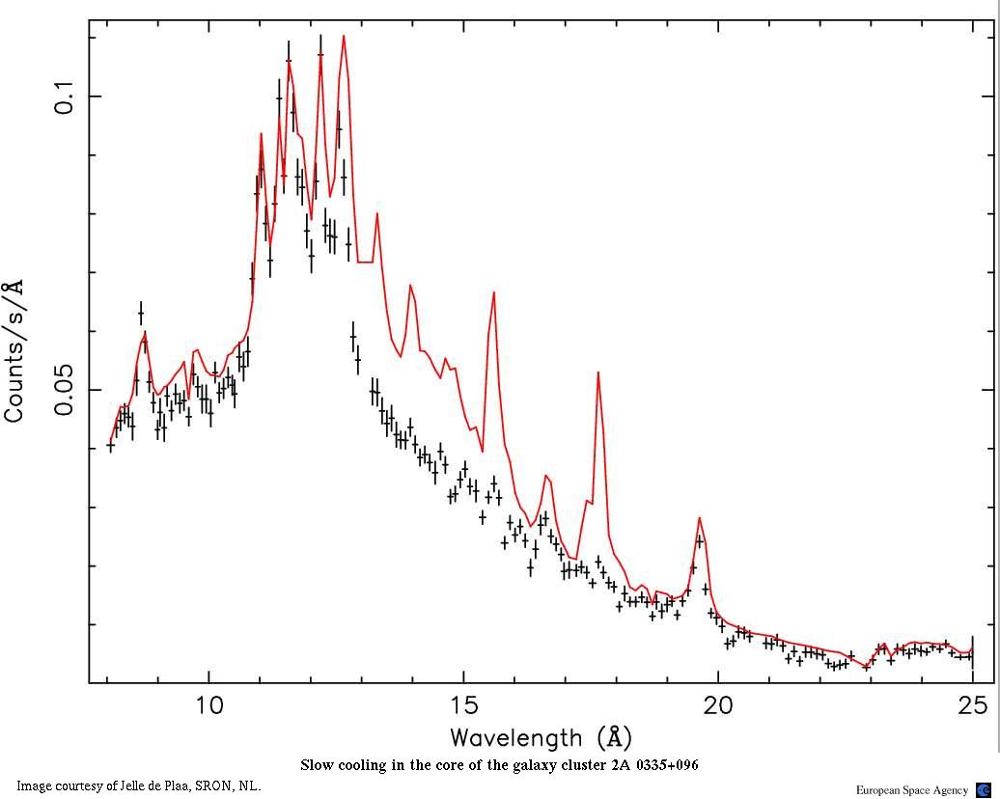 0.1
0.05
Counts/s/Å
10 15 20 25
Wavelength (Å)
Slow cooling in the core of the galaxy cluster 2A 0335+096
Image courtesy of Jelle de Plaa, SRON, NL.
European Space Agency